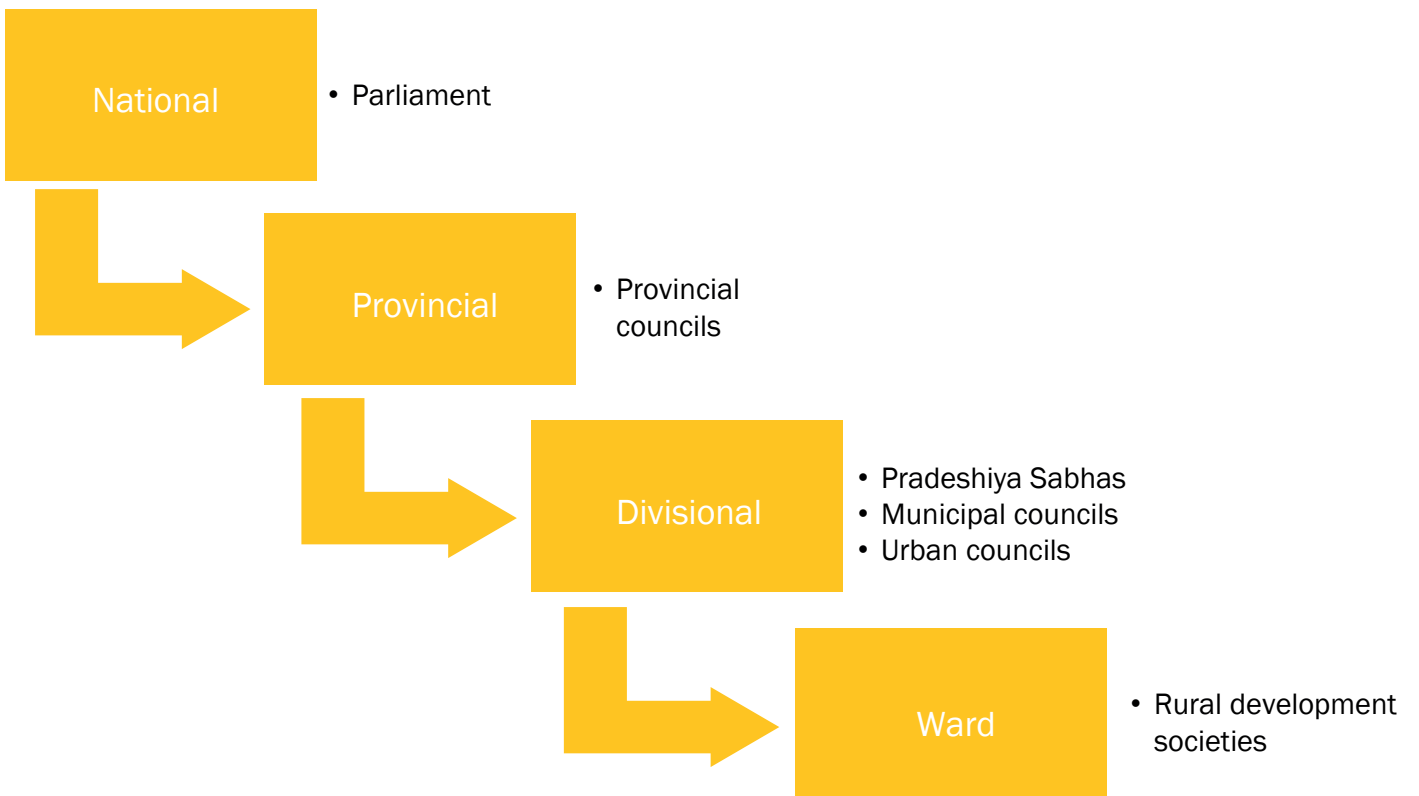 National
• Parliament
Provincial
• Provincial
councils
Divisional
• Pradeshiya Sabhas
• Municipal councils
• Urban councils
Ward
• Rural development
societies